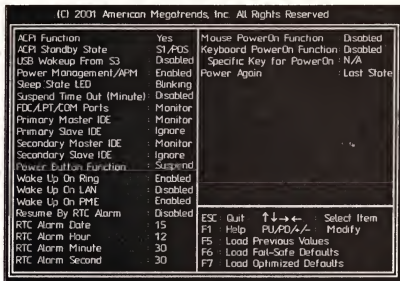 (C) 2001 American Megatrends, Inc. All Rights Reserved
ACPI Function : Yes
ACPI Standby State : S1/POS
USB Wakeup From S3 : Disabled
Power Management/APM : Enabled
Sleep State LED : Blinking
Suspend Time Out (Minute) : Disabled
FDC/LPT/COM Ports : Monitor
Primary Master IDE : Monitor
Primary Slave IDE : Ignore
Secondary Master IDE : Monitor
Secondary Slave IDE : Ignore
Power Button Function : Suspend
Wake Up On Ring : Enabled
Wake Up On LAN : Disabled
Wake Up On PME : Enabled
Resume By RTC Alarm : Disabled
RTC Alarm Date : 15
RTC Alarm Hour : 12
RTC Alarm Minute : 30
RTC Alarm Second : 30
Mouse PowerOn Function : Disabled
Keyboard PowerOn Function : Disabled
Specific Key for PowerOn : N/A
Power Again : Last State
ESC : Quit ↑↓→← : Select Item
F1 : Help PU/PD/+/- : Modify
F5 : Load Previous Values
F6 : Load Fail-Safe Defaults
F7 : Load Optimized Defaults